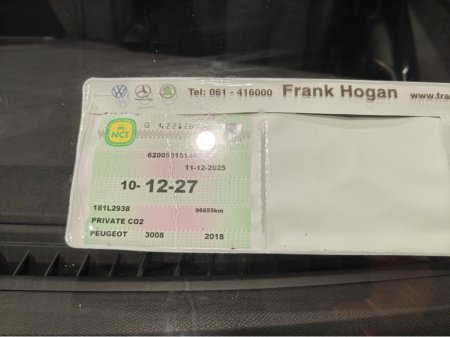 Tel: 061 - 416000 Frank Hogan www.fra
NCT
11-12-2025
10- 12-27
181L2938 96655km
PRIVATE CO2
PEUGEOT 3008 2018